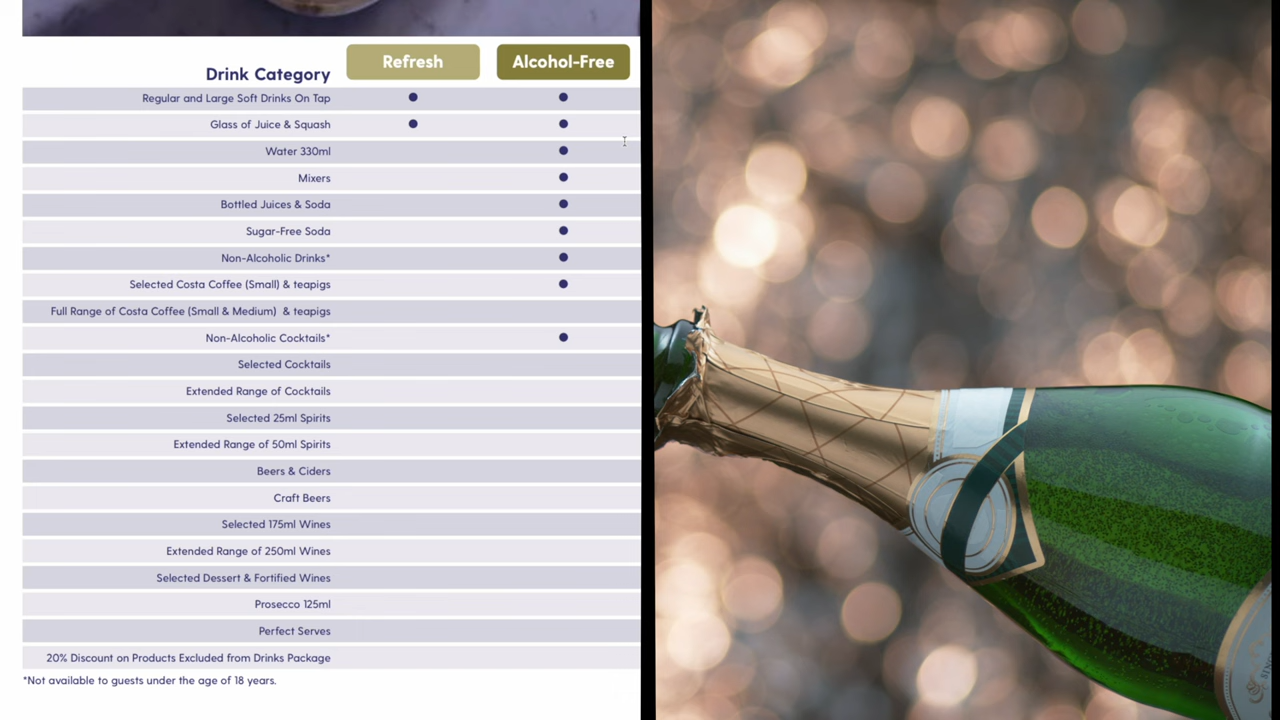 Drink Category Refresh Alcohol-Free
Regular and Large Soft Drinks On Tap ● ●
Glass of Juice & Squash ● ●
Water 330ml ●
Mixers ●
Bottled Juices & Soda ●
Sugar-Free Soda ●
Non-Alcoholic Drinks* ●
Selected Costa Coffee (Small) & teapigs ●
Full Range of Costa Coffee (Small & Medium) & teapigs
Non-Alcoholic Cocktails* ●
Selected Cocktails
Extended Range of Cocktails
Selected 25ml Spirits
Extended Range of 50ml Spirits
Beers & Ciders
Craft Beers
Selected 175ml Wines
Extended Range of 250ml Wines
Selected Dessert & Fortified Wines
Prosecco 125ml
Perfect Serves
20% Discount on Products Excluded from Drinks Package
*Not available to guests under the age of 18 years.